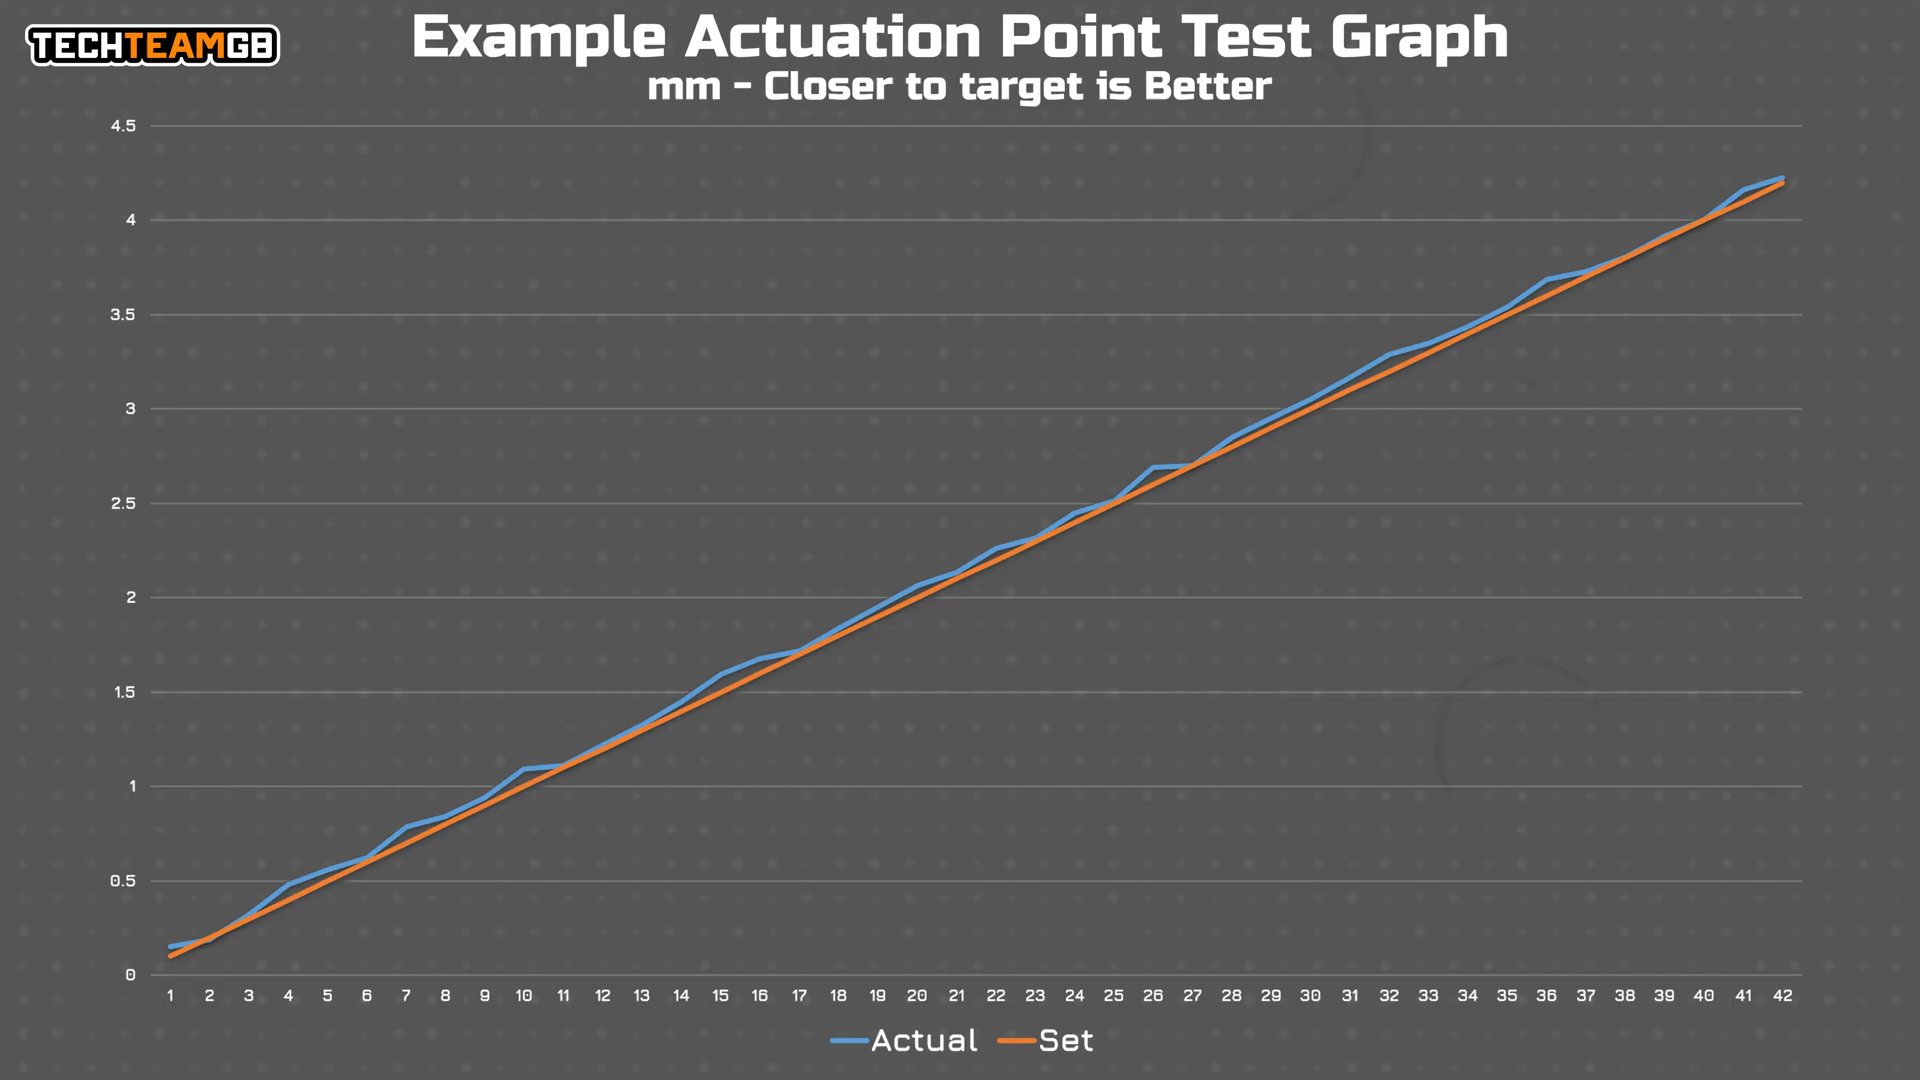 TECHTEAMGB
Example Actuation Point Test Graph
mm - Closer to target is Better
4.5
4
3.5
3
2.5
2
1.5
1
0.5
0
1 2 3 4 5 6 7 8 9 10 11 12 13 14 15 16 17 18 19 20 21 22 23 24 25 26 27 28 29 30 31 32 33 34 35 36 37 38 39 40 41 42
Actual Set